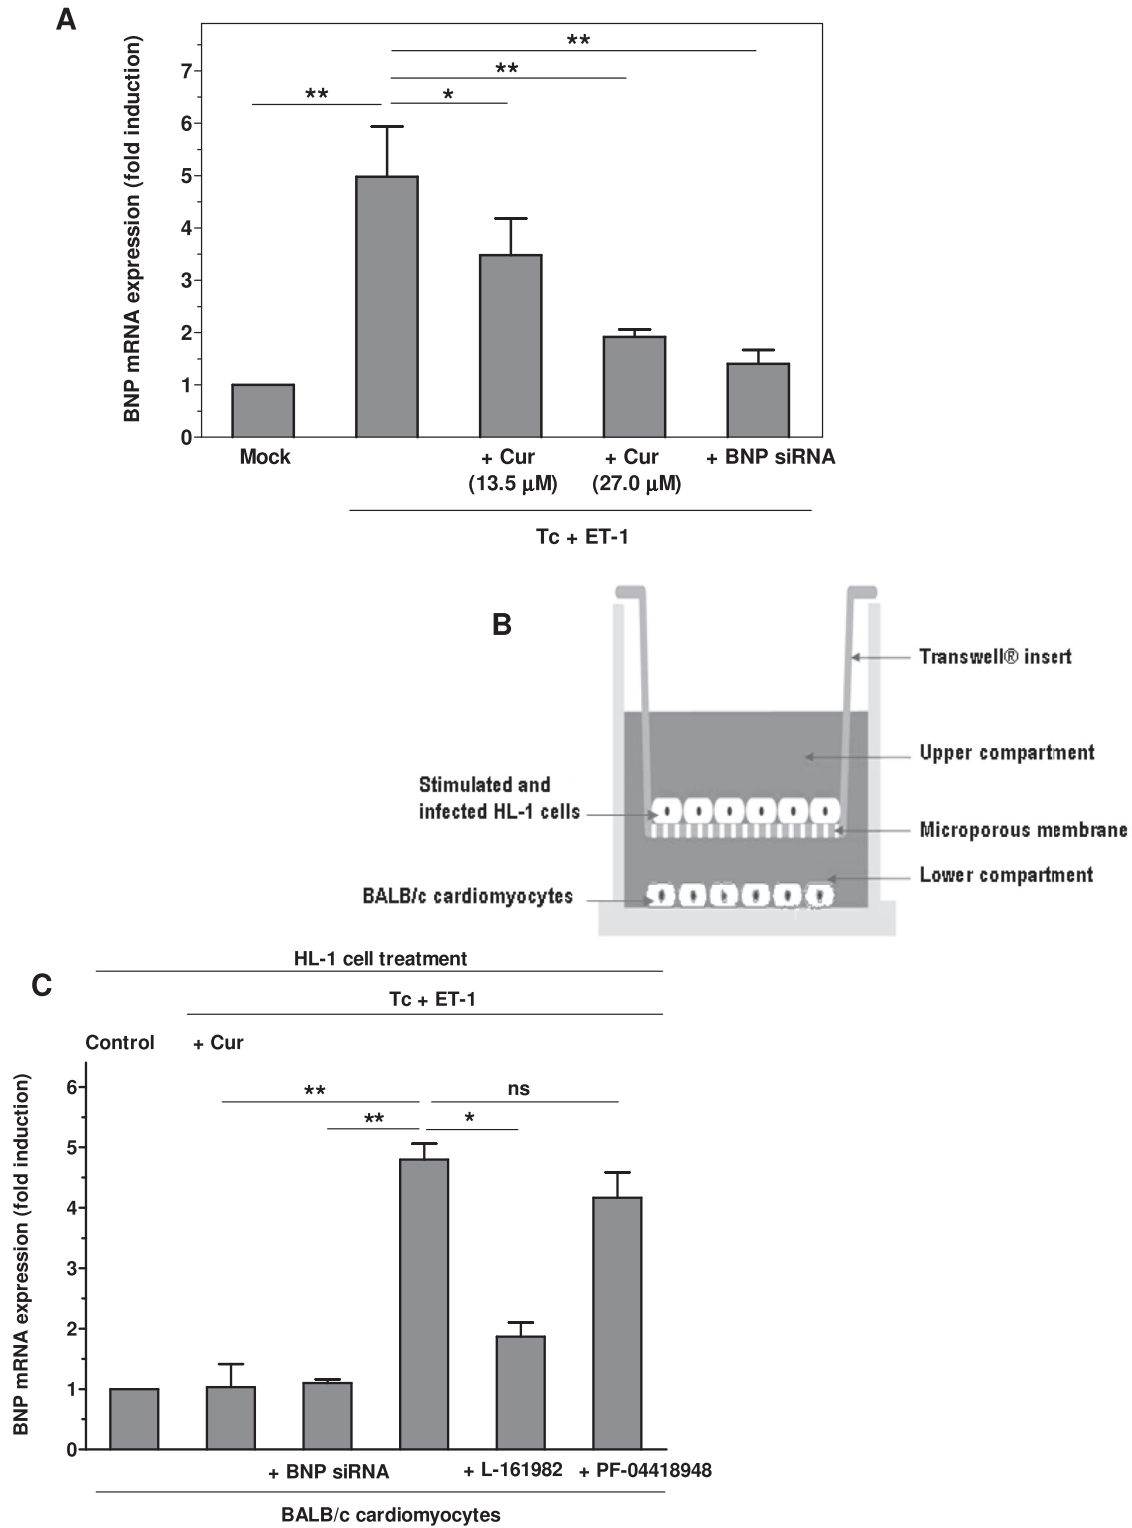 A
BNP mRNA expression (fold induction)
7
6
5
4
3
2
1
0
**
**
**
*
Mock
+ Cur
(13.5 μM)
+ Cur
(27.0 μM)
+ BNP siRNA
Tc + ET-1
B
Transwell® insert
Upper compartment
Stimulated and
infected HL-1 cells
Microporous membrane
Lower compartment
BALB/c cardiomyocytes
C
HL-1 cell treatment
Tc + ET-1
Control
+ Cur
BNP mRNA expression (fold induction)
6
5
4
3
2
1
0
**
ns
**
*
+ BNP siRNA
+ L-161982
+ PF-04418948
BALB/c cardiomyocytes